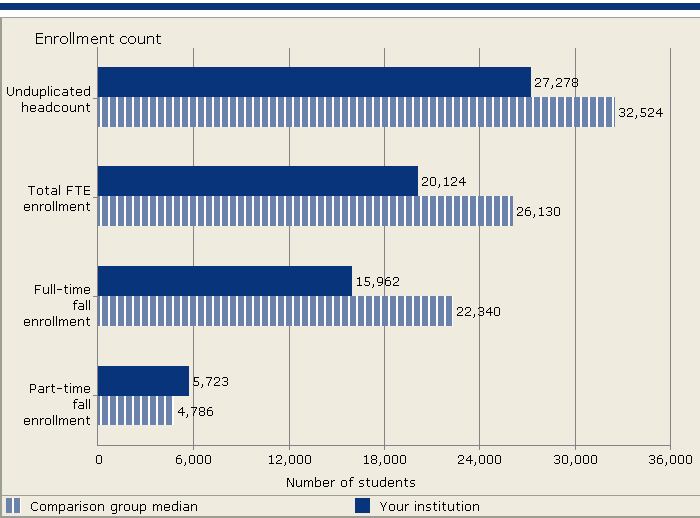 Enrollment count
Unduplicated
headcount
27,278
32,524
Total FTE
enrollment
20,124
26,130
Full-time
fall
enrollment
15,962
22,340
Part-time
fall
enrollment
5,723
4,786
0 6,000 12,000 18,000 24,000 30,000 36,000
Number of students
Comparison group median Your institution